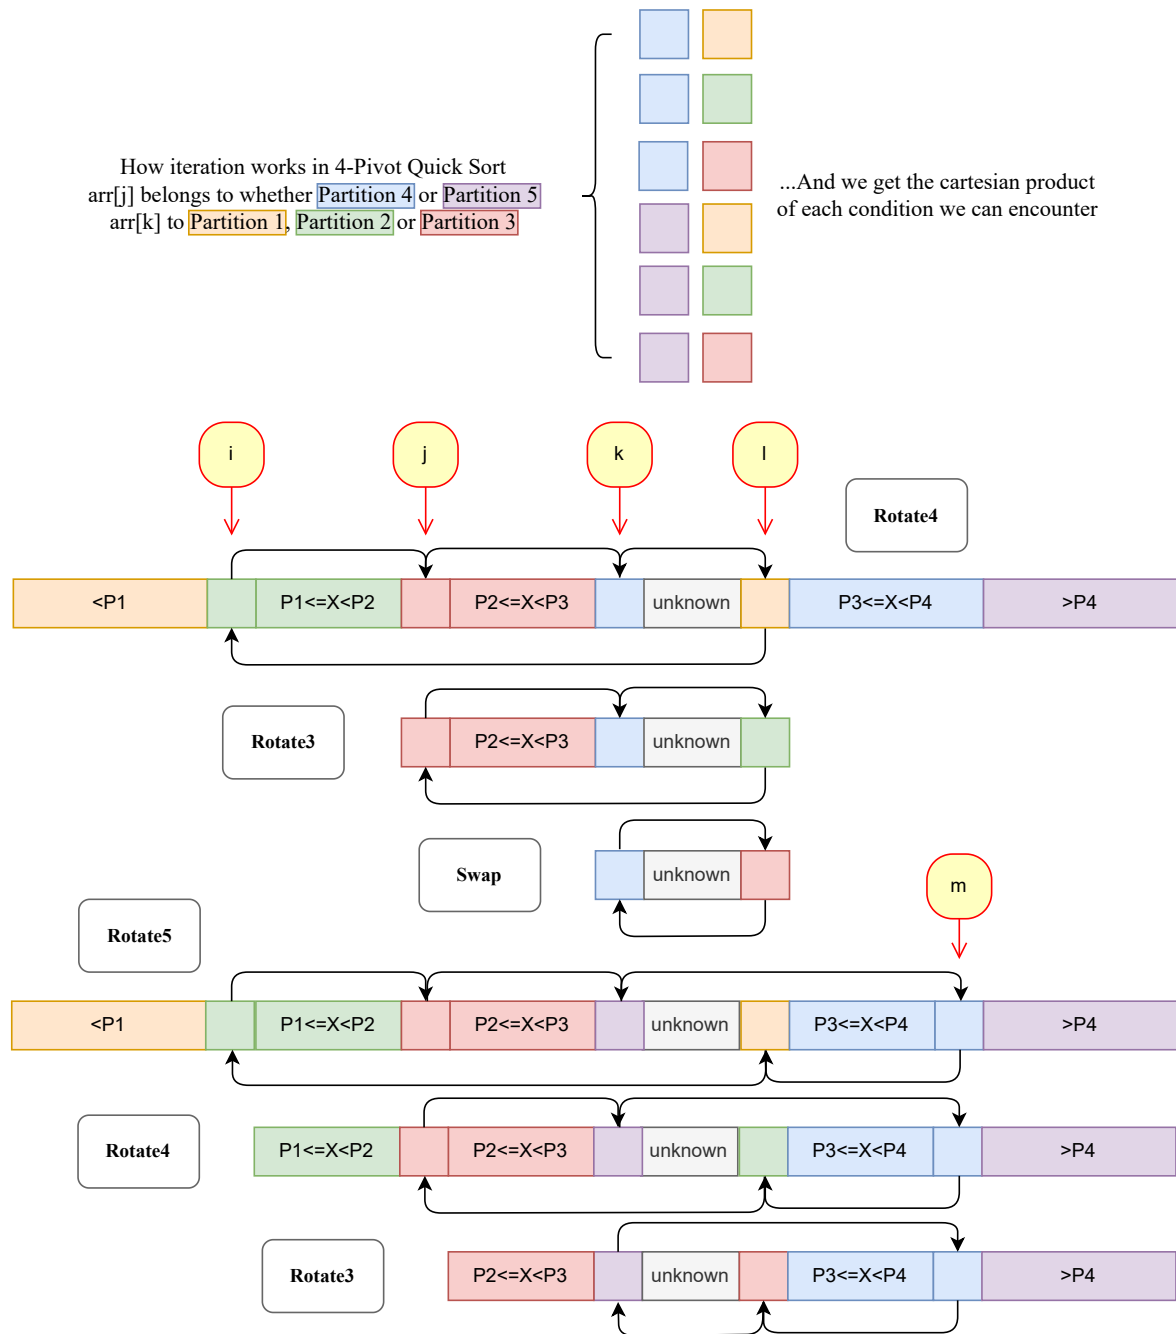 How iteration works in 4-Pivot Quick Sort
arr[j] belongs to whether Partition 4 or Partition 5
arr[k] to Partition 1, Partition 2 or Partition 3
...And we get the cartesian product
of each condition we can encounter
i
j
k
l
Rotate4
<P1
P1<=X<P2
P2<=X<P3
unknown
P3<=X<P4
>P4
Rotate3
P2<=X<P3
unknown
Swap
unknown
m
Rotate5
<P1
P1<=X<P2
P2<=X<P3
unknown
P3<=X<P4
>P4
Rotate4
P1<=X<P2
P2<=X<P3
unknown
P3<=X<P4
>P4
Rotate3
P2<=X<P3
unknown
P3<=X<P4
>P4